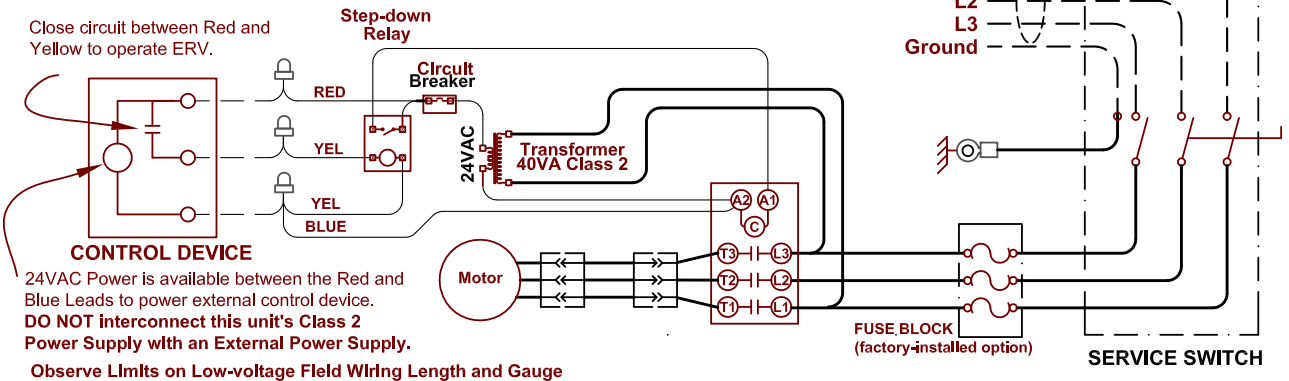 Close circuit between Red and
Yellow to operate ERV.
Step-down
Relay
L2
L3
Ground
CIrcuit
Breaker
RED
YEL
YEL
BLUE
24VAC
Transformer
40VA Class 2
A2
A1
C
T3
L3
T2
L2
T1
L1
Motor
CONTROL DEVICE
24VAC Power is available between the Red and
Blue Leads to power external control device.
DO NOT interconnect this unit's Class 2
Power Supply with an External Power Supply.
Observe LImIts on Low-voltage FIeld WIrIng Length and Gauge
FUSE BLOCK
(factory-installed option)
SERVICE SWITCH